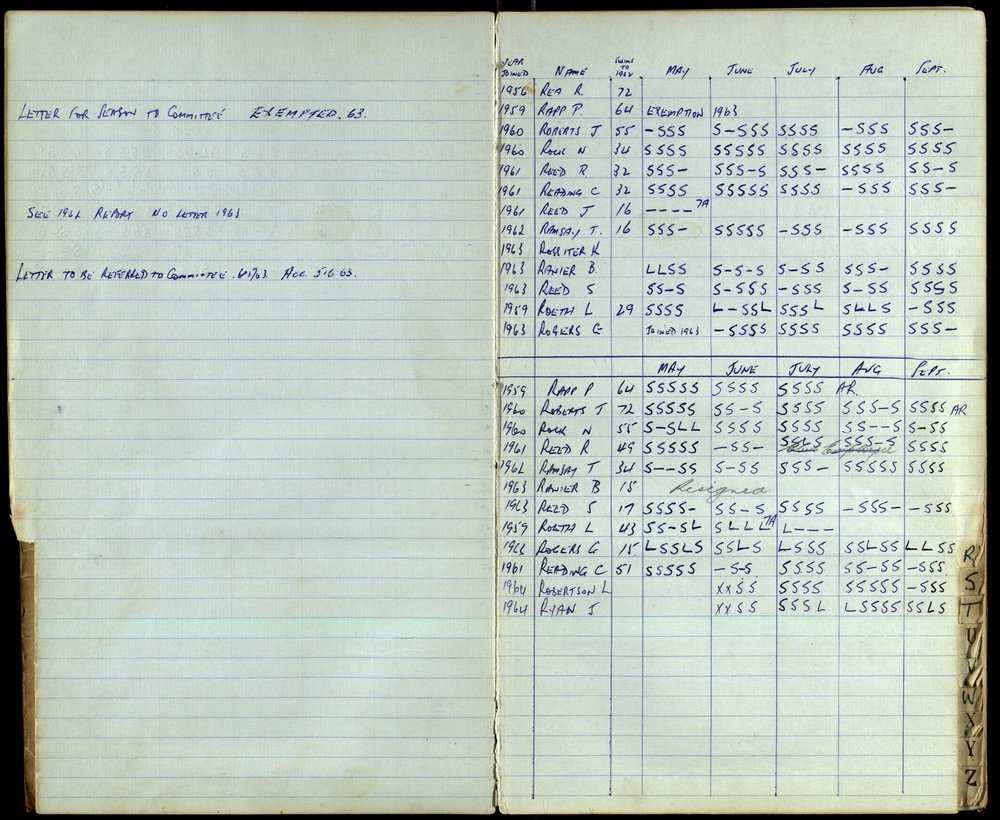 LETTER FOR SEASON TO COMMITTEE EXEMPTED. 63.
SEE 1962 REPORT NO LETTER 1963
LETTER TO BE REFERRED TO COMMITTEE. ACC 5.6.63.
YEAR JOINED NAME SWIMS TO 1962 MAY JUNE JULY AUG SEPT.
1956 REA R. 72
1959 RAPP P. 64 EXEMPTION 1963
1960 ROBERTS J 55 -SSS S-SSS SSSS -SSS SSS-
1960 ROCK N 34 SSSS SSSSS SSSS SSSS SSSS
1961 REED R 32 SSS- SSS-S SSS- SSSS SS-S
1961 READING C 32 SSSS SSSSS SSSS -SSS SSS-
1961 REED J 16 ---- 7A
1962 RAMSAY T. 16 SSS- SSSSS -SSS -SSS SSSS
1963 ROSSITER K
1963 RANIER B LLSS S-S-S S-SS SSS- SSSS
1963 REED S SS-S S-SSS -SSS S-SS SSSS
1959 ROETH L 29 SSSS L-SSL SSSL SLLS -SSS
1963 ROGERS G JOINED 1963 -SSSS SSSS SSSS SSS-
MAY JUNE JULY AUG SEPT.
1959 RAPP P 64 SSSSS SSSS SSSS AR.
1960 ROBERTS J 72 SSSSS SS-S SSSS SSS-S SSSS AR
1960 ROCK N 55 S-SLL SSSS SSSS SS--S S-SS
1961 REED R 49 SSSSS -SS- SSLS SSS-S SSSS
1962 RAMSAY T 34 S--SS S-SS SSS- SSSSS SSSS
1963 RANIER B 15 Resigned
1963 REED S 17 SSSS- SS-S SSSS -SSS- -SSS
1959 ROETH L 43 SS-SL SLLL 7A L---
1963 ROGERS G 15 LSSLS SSLS LSSS SSLSS LLSS
1961 READING C 51 SSSSS -S-S SSSS SS-SS -SSS
1964 ROBERTSON L. XXSS SSSS SSSSS -SSS
1964 RYAN J XXSS SSSL LSSSS SSLS
R
S
T
U
V
W
X
Y
Z